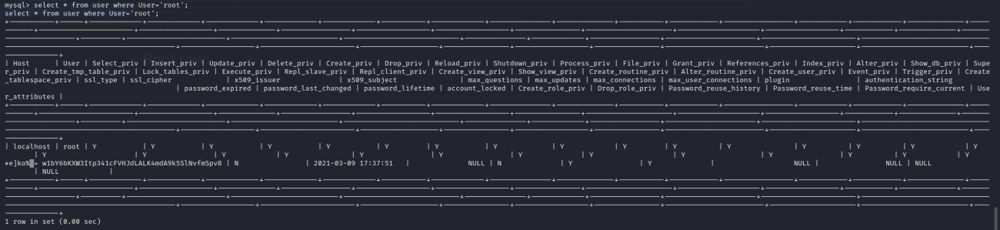 mysql> select * from user where User='root';
select * from user where User='root';
| Host | User | Select_priv | Insert_priv | Update_priv | Delete_priv | Create_priv | Drop_priv | Reload_priv | Shutdown_priv | Process_priv | File_priv | Grant_priv | References_priv | Index_priv | Alter_priv | Show_db_priv | Supe
r_priv | Create_tmp_table_priv | Lock_tables_priv | Execute_priv | Repl_slave_priv | Repl_client_priv | Create_view_priv | Show_view_priv | Create_routine_priv | Alter_routine_priv | Create_user_priv | Event_priv | Trigger_priv | Create
_tablespace_priv | ssl_type | ssl_cipher | x509_issuer | x509_subject | max_questions | max_updates | max_connections | max_user_connections | plugin | authentication_string
| password_expired | password_last_changed | password_lifetime | account_locked | Create_role_priv | Drop_role_priv | Password_reuse_history | Password_reuse_time | Password_require_current | Use
r_attributes |
| localhost | root | Y | Y | Y | Y | Y | Y | Y | Y | Y | Y | Y | Y | Y | Y | Y | Y
| Y | Y | Y | Y | Y | Y | Y | Y | Y | Y | Y | Y | Y
| N | 2021-03-09 17:37:51 | NULL | N | Y | Y | NULL | NULL | NULL
| NULL |
1 row in set (0.00 sec)